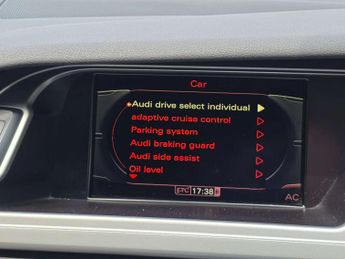 Car
Audi drive select individual
adaptive cruise control
Parking system
Audi braking guard
Audi side assist
Oil level
17:38
AC